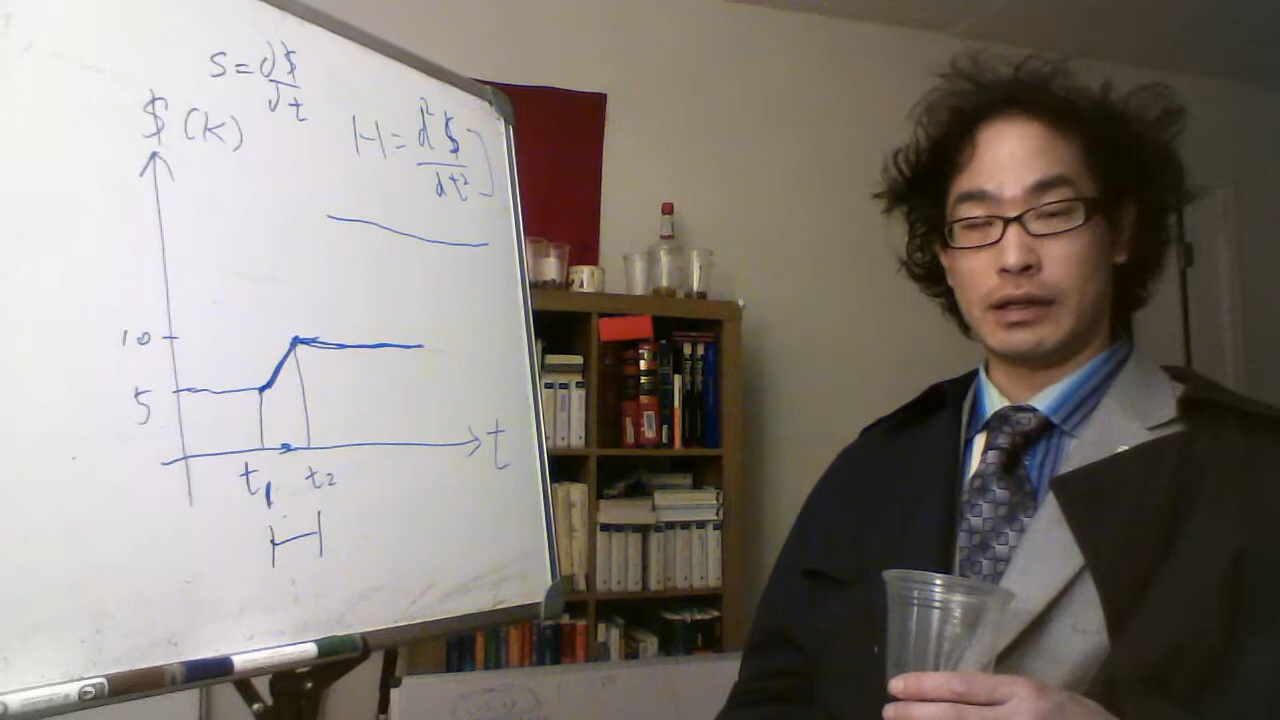 S = d$/dt
$ (K)
H = d²$/dt²
10
5
t
t₁ t₂
H